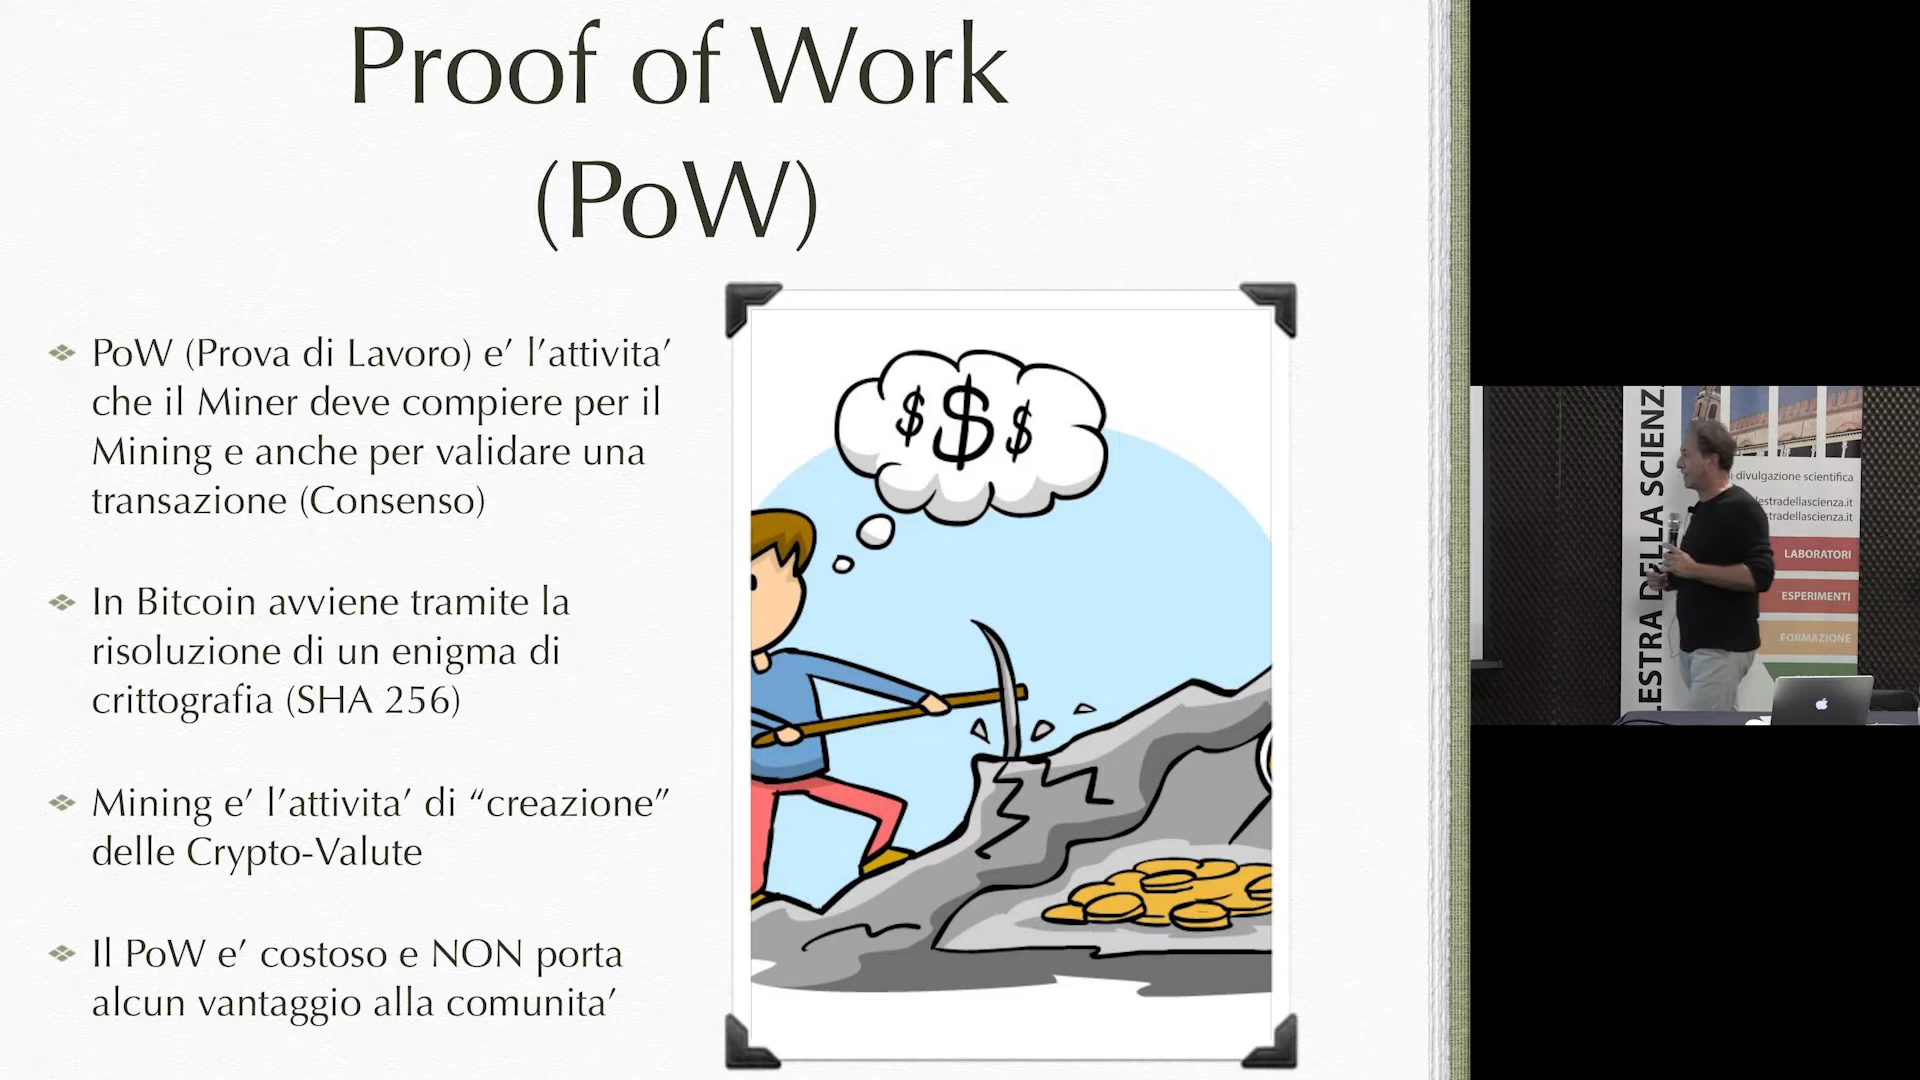 Proof of Work
(PoW)
PoW (Prova di Lavoro) e’ l’attivita’
che il Miner deve compiere per il
Mining e anche per validare una
transazione (Consenso)
In Bitcoin avviene tramite la
risoluzione di un enigma di
crittografia (SHA 256)
Mining e’ l’attivita’ di “creazione”
delle Crypto-Valute
Il PoW e’ costoso e NON porta
alcun vantaggio alla comunita’
$ $ $
LESTRA DELLA SCIENZ
divulgazione scientifica
lestradellascienza.it
stradellascienza.it
LABORATORI
ESPERIMENTI
FORMAZIONE